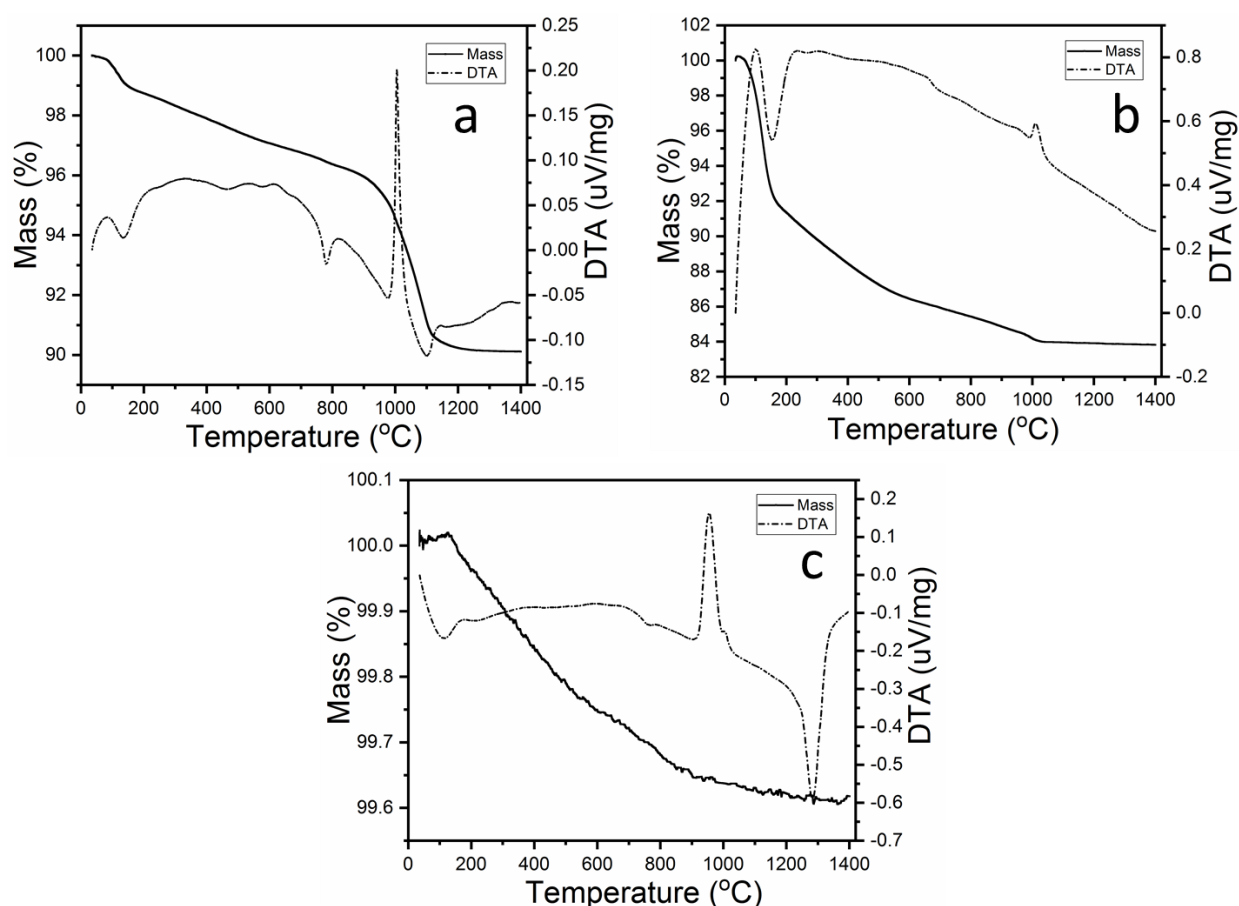 100
98
96
94
92
90
Mass (%)
0.25
0.20
0.15
0.10
0.05
0.00
-0.05
-0.10
-0.15
DTA (uV/mg)
Mass
DTA
a
0 200 400 600 800 1000 1200 1400
Temperature (°C)
102
100
98
96
94
92
90
88
86
84
82
Mass (%)
0.8
0.6
0.4
0.2
0.0
-0.2
DTA (uV/mg)
Mass
DTA
b
0 200 400 600 800 1000 1200 1400
Temperature (°C)
100.1
100.0
99.9
99.8
99.7
99.6
Mass (%)
0.2
0.1
0.0
-0.1
-0.2
-0.3
-0.4
-0.5
-0.6
-0.7
DTA (uV/mg)
Mass
DTA
c
0 200 400 600 800 1000 1200 1400
Temperature (°C)